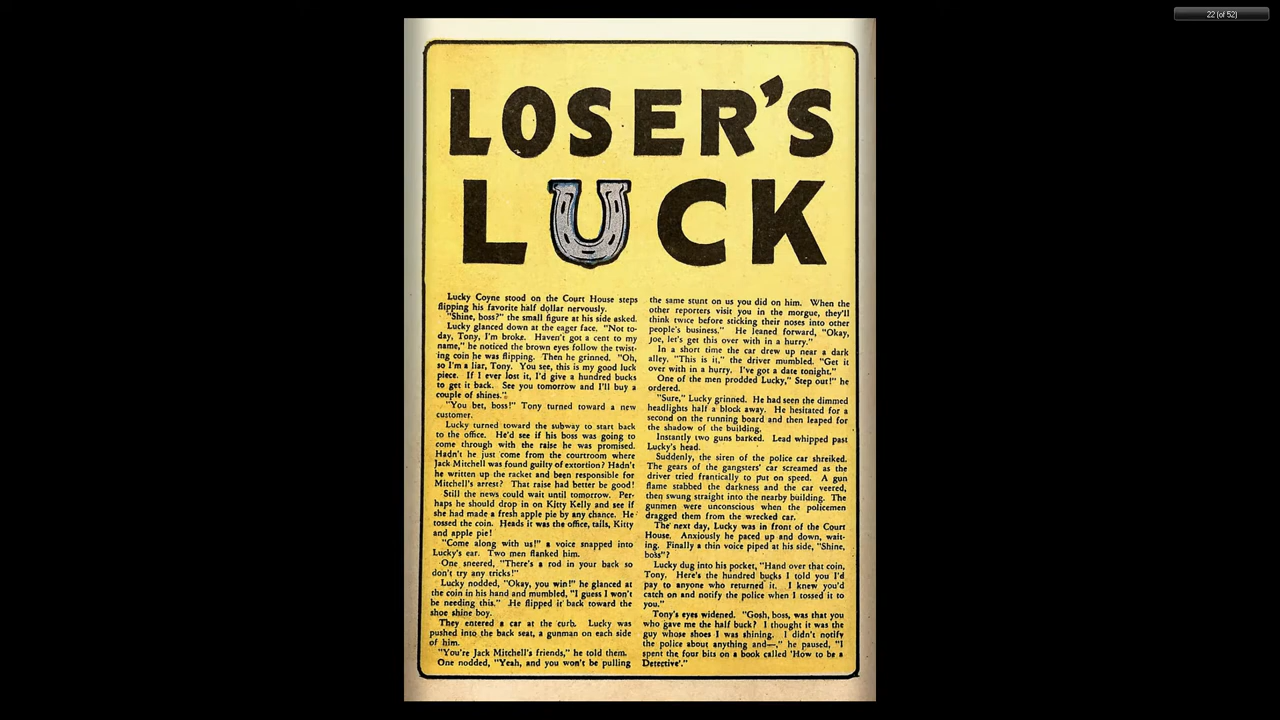 22 (of 52)
LOSER'S
LUCK
Lucky Coyne stood on the Court House steps
flipping his favorite half dollar nervously.
"Shine, boss?" the small figure at his side asked.
Lucky glanced down at the eager face. "Not to-
day, Tony, I'm broke. Haven't got a cent to my
name," he noticed the brown eyes follow the twist-
ing coin he was flipping. Then he grinned. "Oh,
so I'm a liar, Tony. You see, this is my good luck
piece. If I ever lost it, I'd give a hundred bucks
to get it back. See you tomorrow and I'll buy a
couple of shines."
"You bet, boss!" Tony turned toward a new
customer.
Lucky turned toward the subway to start back
to the office. He'd see if his boss was going to
come through with the raise he was promised.
Hadn't he just come from the courtroom where
Jack Mitchell was found guilty of extortion? Hadn't
he written up the racket and been responsible for
Mitchell's arrest? That raise had better be good!
Still the news could wait until tomorrow. Per-
haps he should drop in on Kitty Kelly and see if
she had made a fresh apple pie by any chance. He
tossed the coin. Heads it was the office, tails, Kitty
and apple pie!
"Come along with us!" a voice snapped into
Lucky's ear. Two men flanked him.
One sneered, "There's a rod in your back so
don't try any tricks!"
Lucky nodded, "Okay, you win!" he glanced at
the coin in his hand and mumbled, "I guess I won't
be needing this." He flipped it back toward the
shoe shine boy.
They entered a car at the curb. Lucky was
pushed into the back seat, a gunman on each side
of him.
"You're Jack Mitchell's friends," he told them.
One nodded, "Yeah, and you won't be pulling
the same stunt on us you did on him. When the
other reporters visit you in the morgue, they'll
think twice before sticking their noses into other
people's business." He leaned forward, "Okay,
Joe, let's get this over with in a hurry."
In a short time the car drew up near a dark
alley. "This is it," the driver mumbled. "Get it
over with in a hurry. I've got a date tonight."
One of the men prodded Lucky," Step out!" he
ordered.
"Sure," Lucky grinned. He had seen the dimmed
headlights half a block away. He hesitated for a
second on the running board and then leaped for
the shadow of the building.
Instantly two guns barked. Lead whipped past
Lucky's head.
Suddenly, the siren of the police car shreiked.
The gears of the gangsters' car screamed as the
driver tried frantically to put on speed. A gun
flame stabbed the darkness and the car veered,
then swung straight into the nearby building. The
gunmen were unconscious when the policemen
dragged them from the wrecked car.
The next day, Lucky was in front of the Court
House. Anxiously he paced up and down, wait-
ing. Finally a thin voice piped at his side, "Shine,
boss"?
Lucky dug into his pocket, "Hand over that coin,
Tony. Here's the hundred bucks I told you I'd
pay to anyone who returned it. I knew you'd
catch on and notify the police when I tossed it to
you."
Tony's eyes widened. "Gosh, boss, was that you
who gave me the half buck? I thought it was the
guy whose shoes I was shining. I didn't notify
the police about anything and—," he paused, "I
spent the four bits on a book called 'How to be a
Detective'."